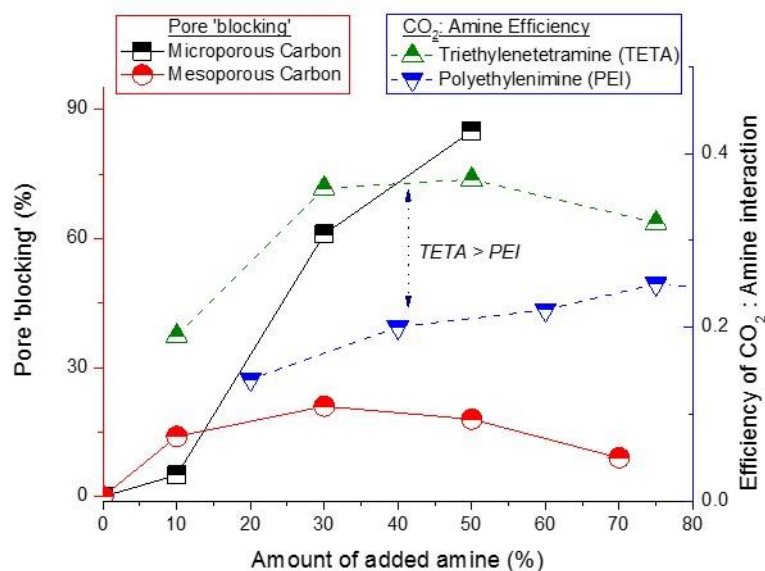 Pore 'blocking'
Microporous Carbon
Mesoporous Carbon
CO₂: Amine Efficiency
Triethylenetetramine (TETA)
Polyethylenimine (PEI)
90
60
30
0
Pore 'blocking' (%)
TETA > PEI
0.4
0.2
0.0
Efficiency of CO₂ : Amine interaction
0 10 20 30 40 50 60 70 80
Amount of added amine (%)